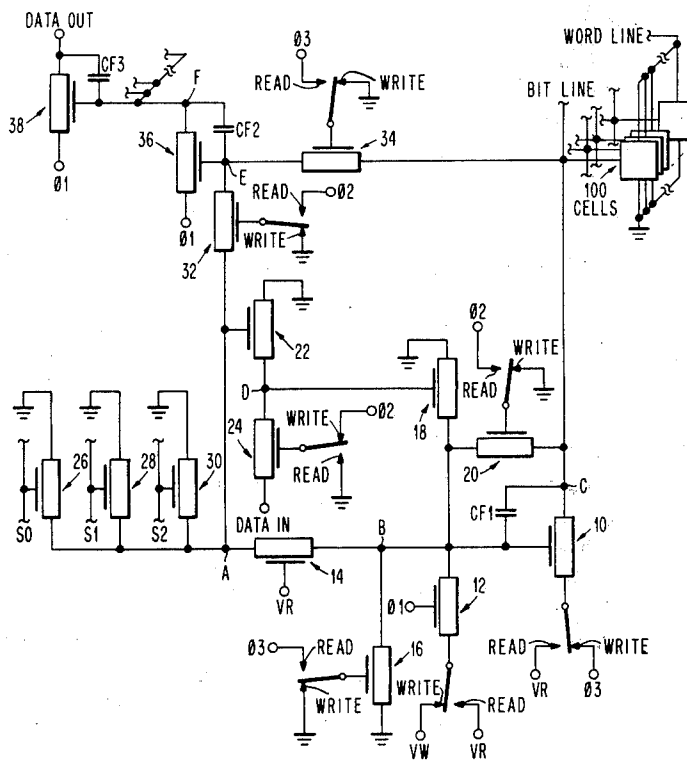 DATA OUT
Ø3
WORD LINE
CF3
READ
WRITE
BIT LINE
F
38
36
CF2
34
Ø1
E
READ
Ø2
100
CELLS
Ø1
WRITE
32
22
Ø2
WRITE
D
18
READ
24
WRITE
Ø2
READ
20
26
28
30
C
CF1
10
S0
S1
S2
DATA IN
B
A
14
12
VR
Ø1
Ø3
READ
16
READ
WRITE
WRITE
WRITE
READ
VR
Ø3
VW
VR